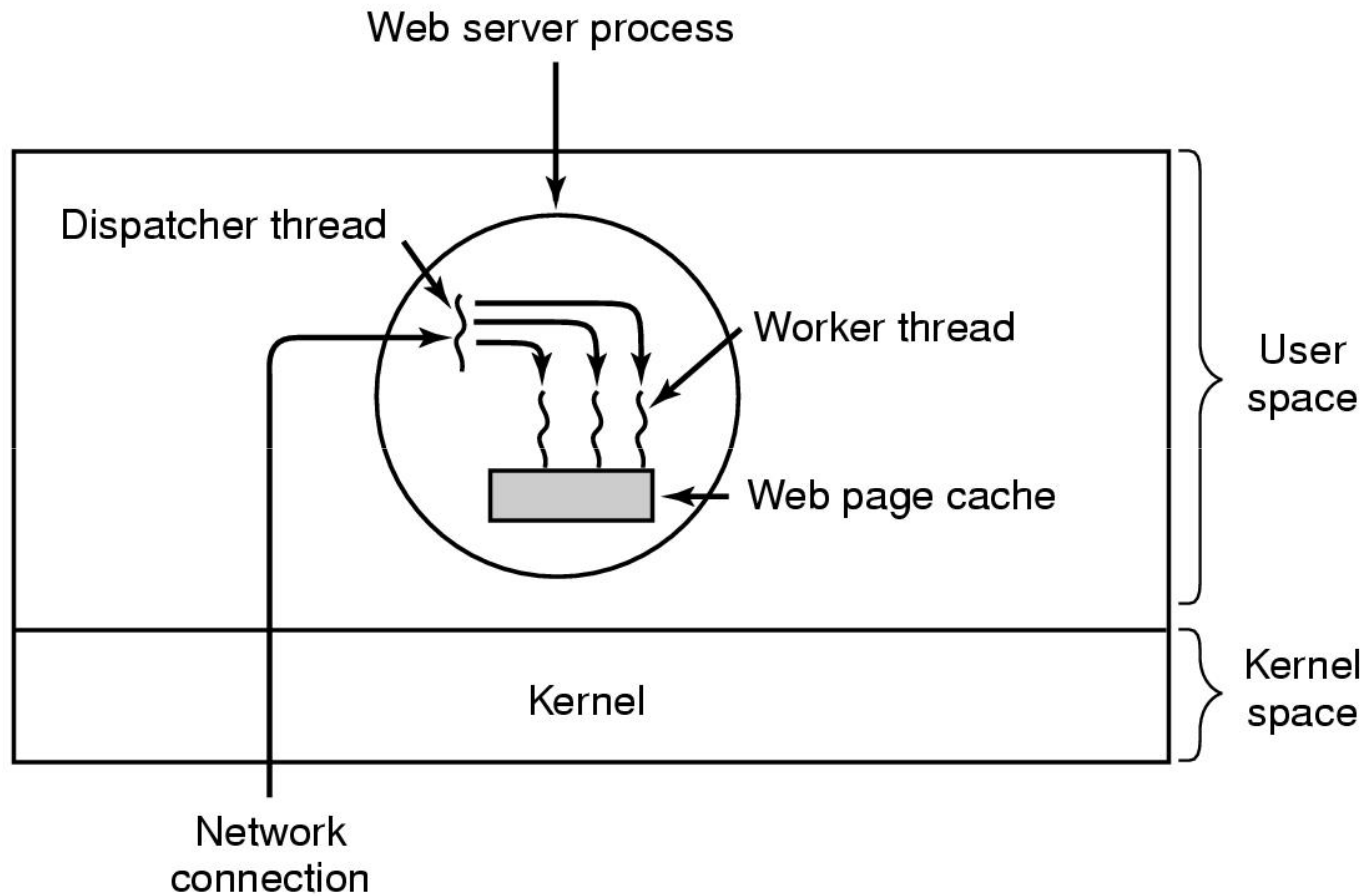 Web server process
Dispatcher thread
Worker thread
User
space
Web page cache
Kernel
Kernel
space
Network
connection